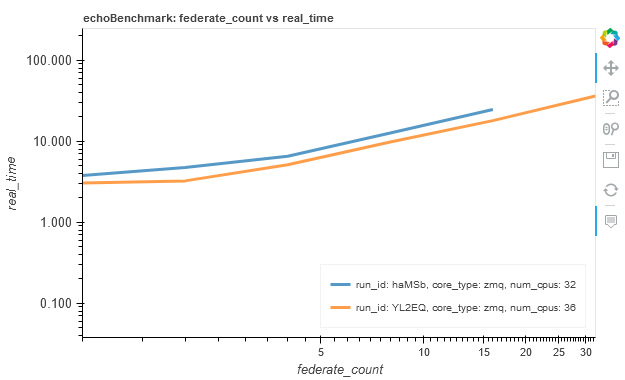 echoBenchmark: federate_count vs real_time
100.000
10.000
1.000
0.100
real_time
run_id: haMSb, core_type: zmq, num_cpus: 32
run_id: YL2EQ, core_type: zmq, num_cpus: 36
5 10 15 20 25 30
federate_count